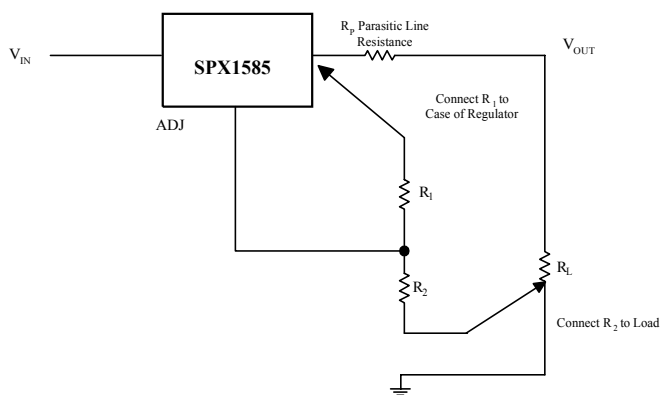 R_P Parasitic Line
Resistance
V_IN
SPX1585
V_OUT
Connect R_1 to
Case of Regulator
ADJ
R_1
R_2
R_L
Connect R_2 to Load